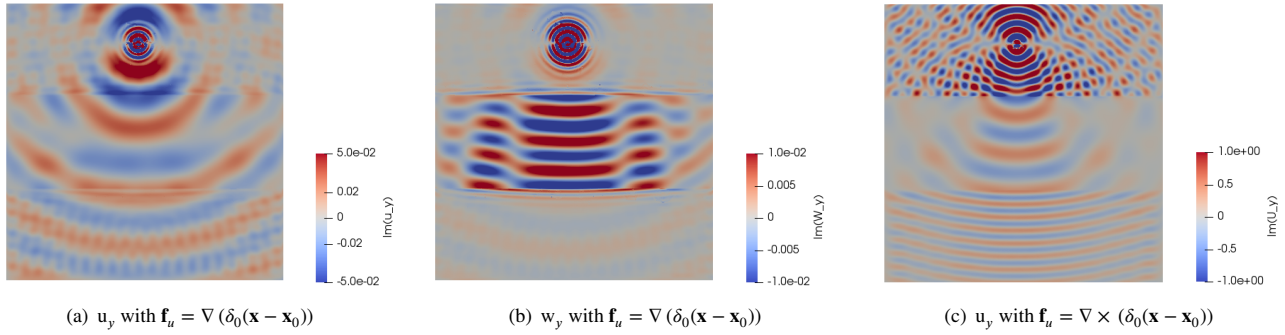 5.0e-02
0.02
0
-0.02
-5.0e-02
Im(u_y)
1.0e-02
0.005
0
-0.005
-1.0e-02
Im(W_y)
1.0e+00
0.5
0
-0.5
-1.0e+00
Im(U_y)
(a) u_y with f_u = ∇ (δ_0(x − x_0))
(b) w_y with f_u = ∇ (δ_0(x − x_0))
(c) u_y with f_u = ∇ × (δ_0(x − x_0))